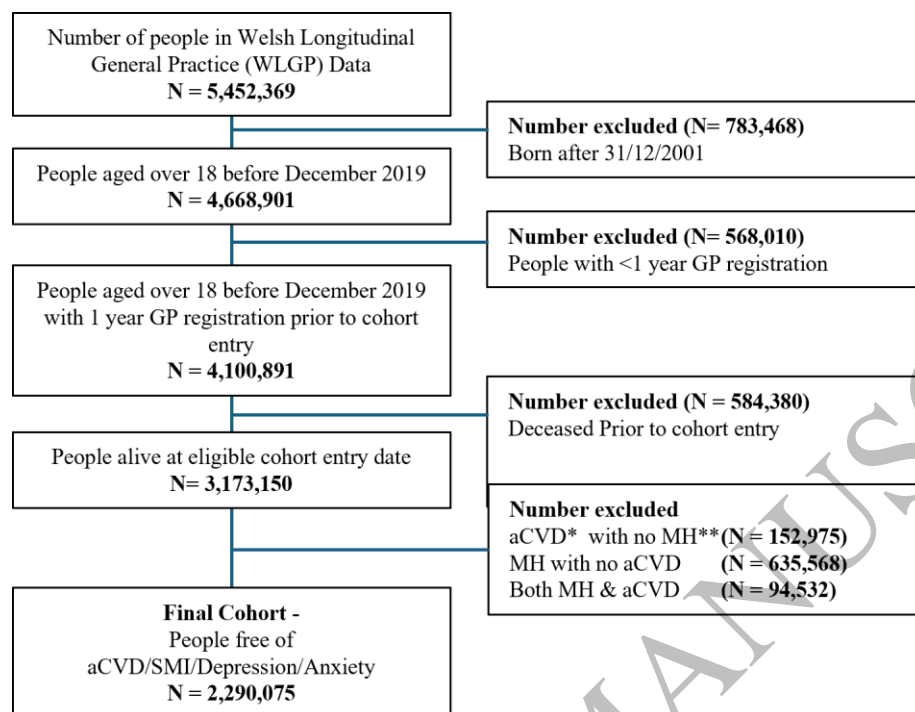 Number of people in Welsh Longitudinal
General Practice (WLGP) Data
N = 5,452,369
Number excluded (N= 783,468)
Born after 31/12/2001
People aged over 18 before December 2019
N = 4,668,901
Number excluded (N= 568,010)
People with <1 year GP registration
People aged over 18 before December 2019
with 1 year GP registration prior to cohort
entry
N = 4,100,891
Number excluded (N = 584,380)
Deceased Prior to cohort entry
People alive at eligible cohort entry date
N= 3,173,150
Number excluded
aCVD* with no MH**(N = 152,975)
MH with no aCVD (N = 635,568)
Both MH & aCVD (N = 94,532)
Final Cohort -
People free of
aCVD/SMI/Depression/Anxiety
N = 2,290,075
MANUS